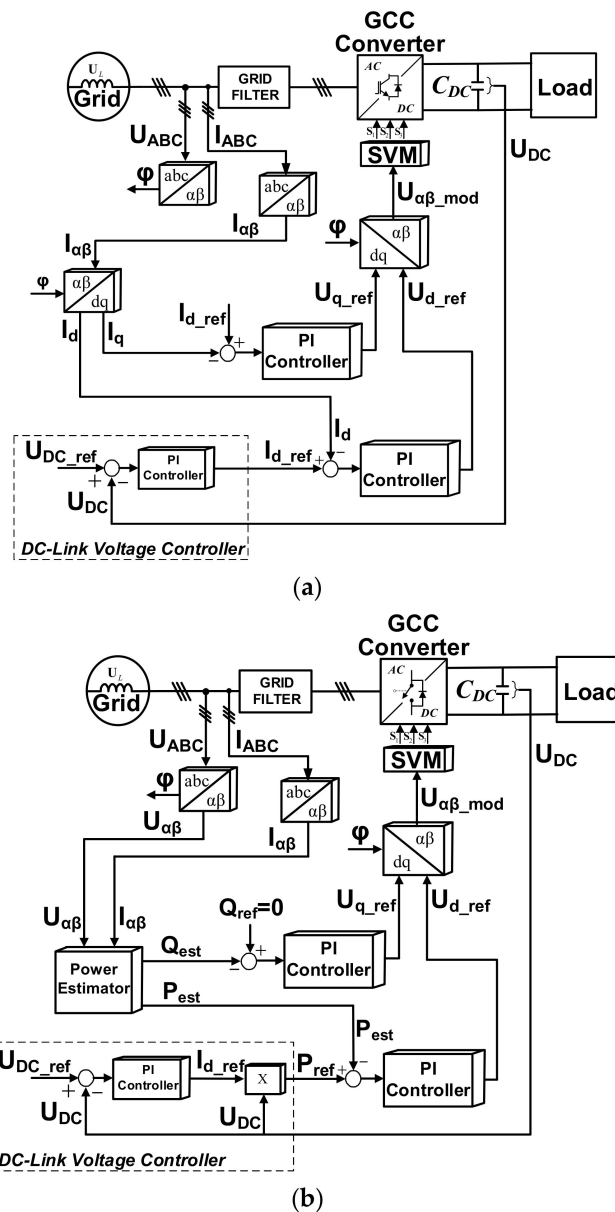 GCC
Converter
U_L
Grid
GRID
FILTER
AC
DC
C_DC
Load
U_ABC
I_ABC
S₁ S₂ S₃
U_DC
SVM
φ
abc
αβ
abc
αβ
U_αβ_mod
I_αβ
φ
αβ
dq
I_αβ
φ
αβ
dq
U_q_ref
U_d_ref
I_d
I_q
I_d_ref
+
−
PI
Controller
I_d
U_DC_ref
PI
Controller
I_d_ref
+
−
PI
Controller
+
−
U_DC
DC-Link Voltage Controller
(a)
GCC
Converter
U_L
Grid
GRID
FILTER
AC
DC
C_DC
Load
U_ABC
I_ABC
S₁ S₂ S₃
U_DC
SVM
φ
abc
αβ
abc
αβ
U_αβ_mod
U_αβ
I_αβ
φ
αβ
dq
U_αβ
I_αβ
Q_ref=0
U_q_ref
U_d_ref
Power
Estimator
Q_est
+
−
PI
Controller
P_est
P_est
U_DC_ref
PI
Controller
I_d_ref
X
P_ref
+
−
PI
Controller
+
−
U_DC
U_DC
DC-Link Voltage Controller
(b)